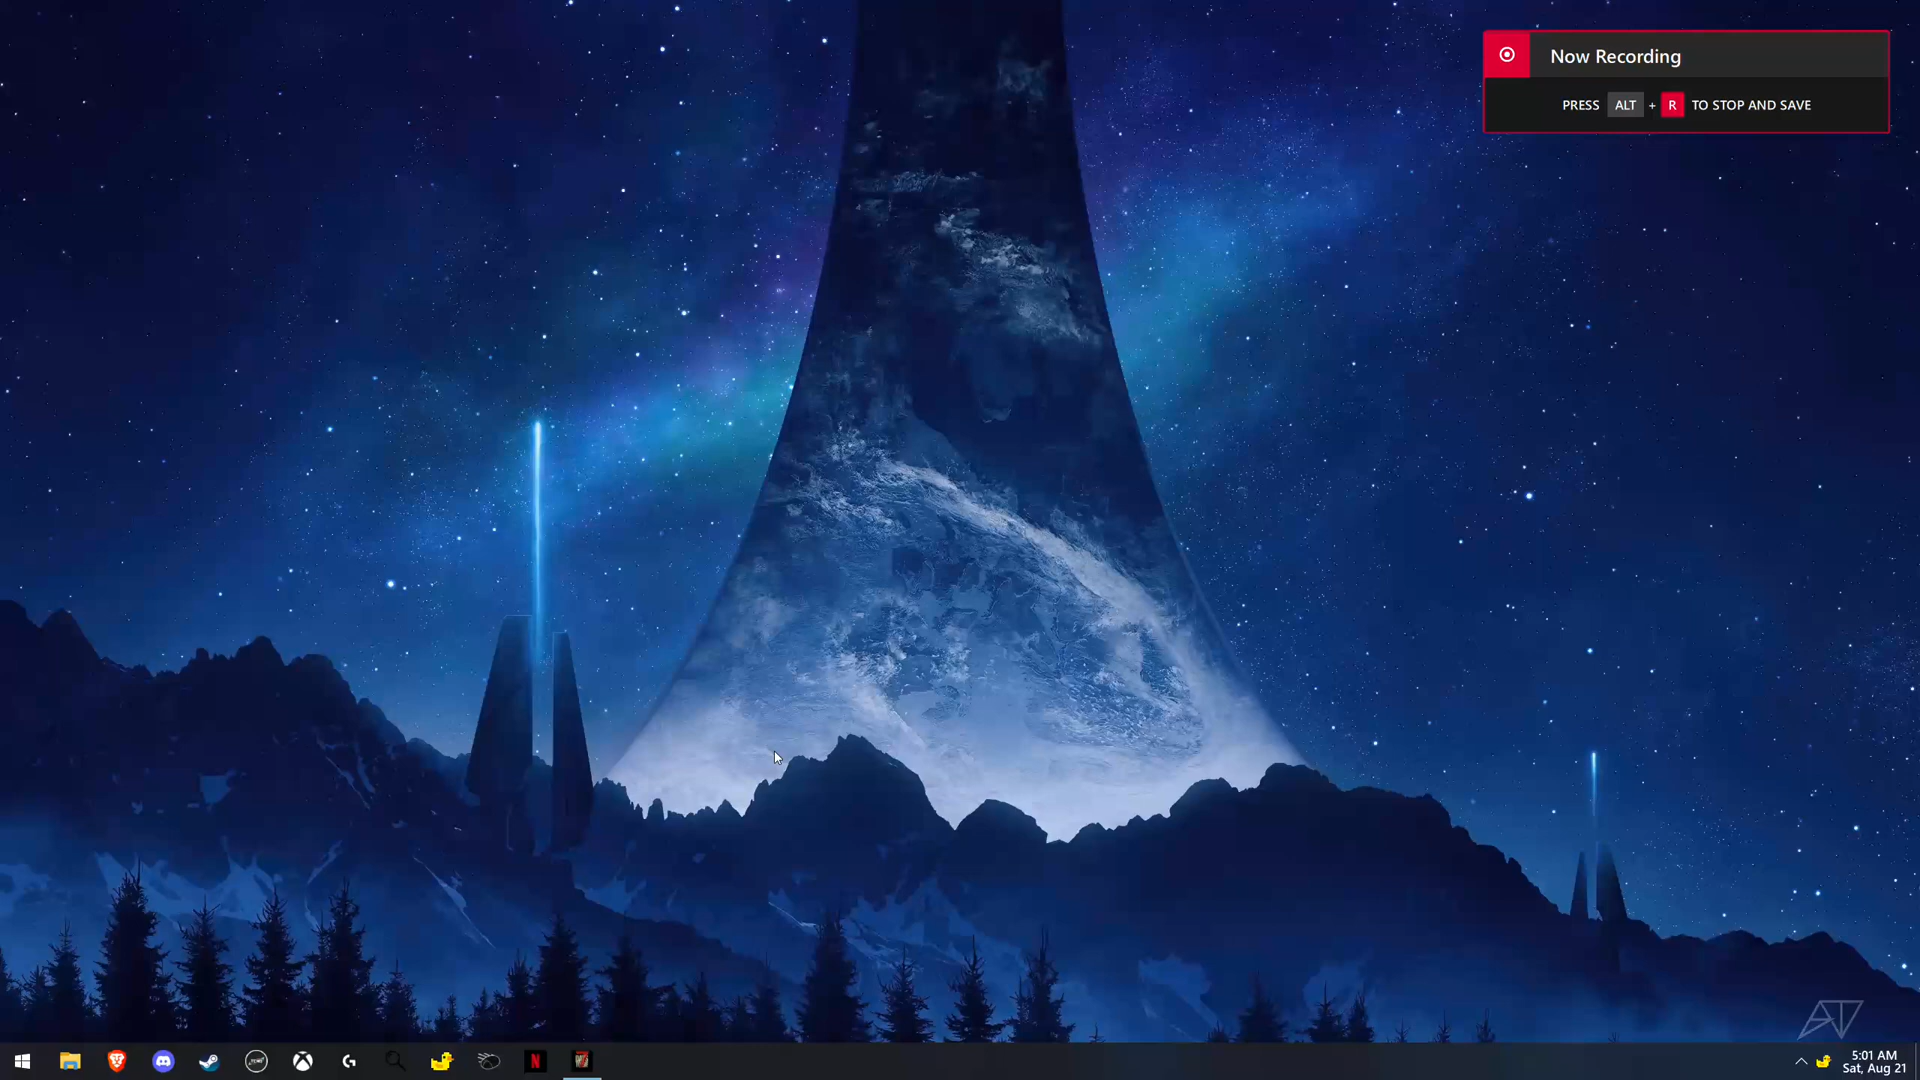 Now Recording
PRESS ALT + R TO STOP AND SAVE
5:01 AM
Sat, Aug 21